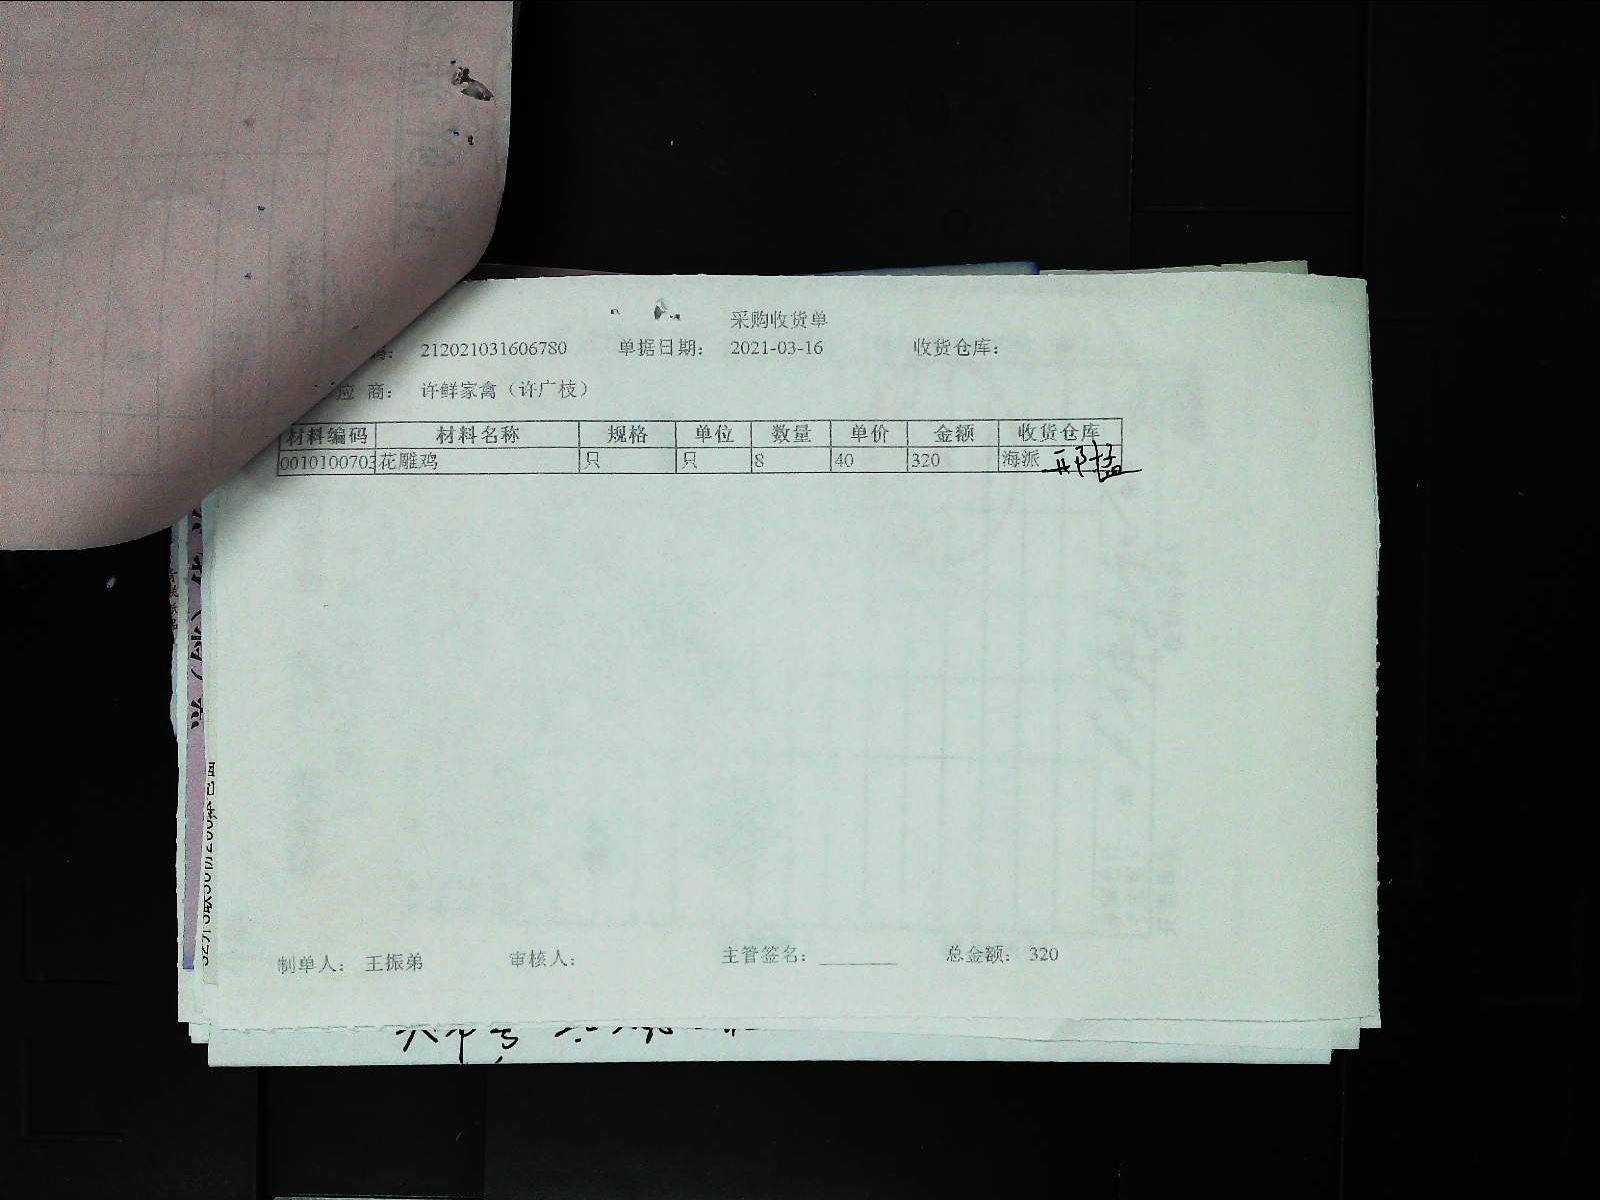 采购收货单
码： 212021031606780 单据日期： 2021-03-16 收货仓库：
应 商： 许鲜家禽（许广枝）
材料编码 材料名称 规格 单位 数量 单价 金额 收货仓库
0010100703 花雕鸡 只 只 8 40 320 海派
制单人： 王振弟 审核人： 主管签名： ________ 总金额： 320